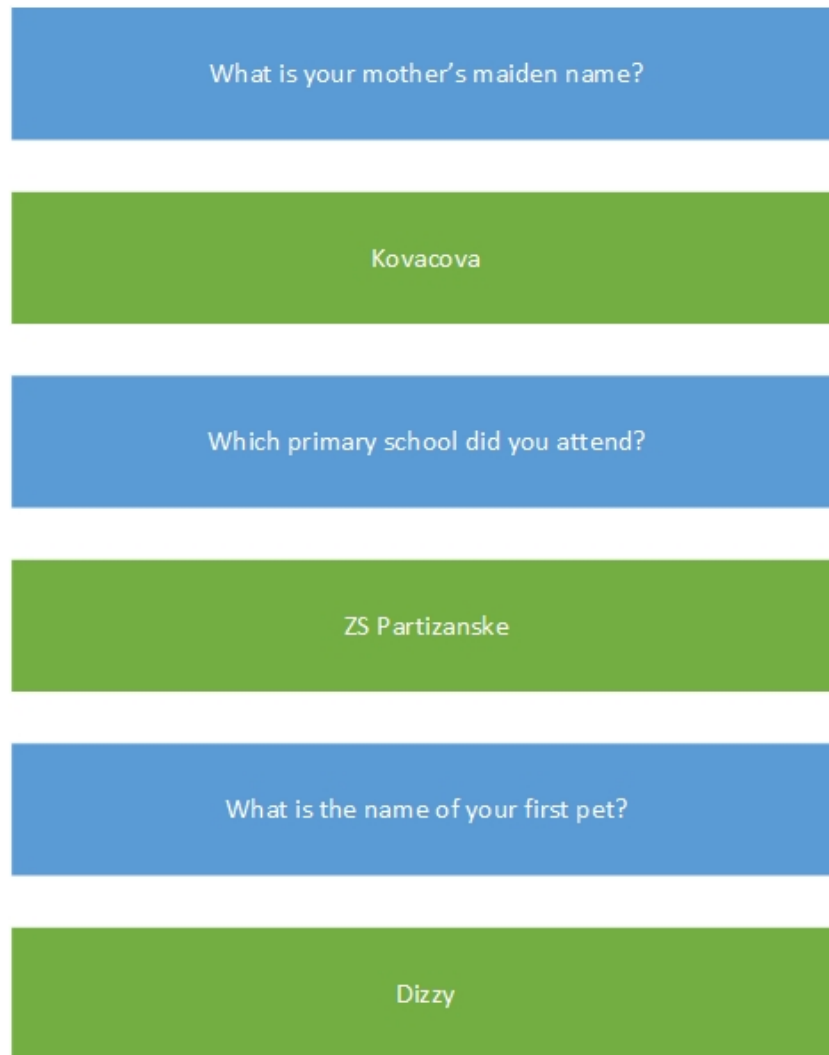 What is your mother’s maiden name?
Kovacova
Which primary school did you attend?
ZS Partizanske
What is the name of your first pet?
Dizzy